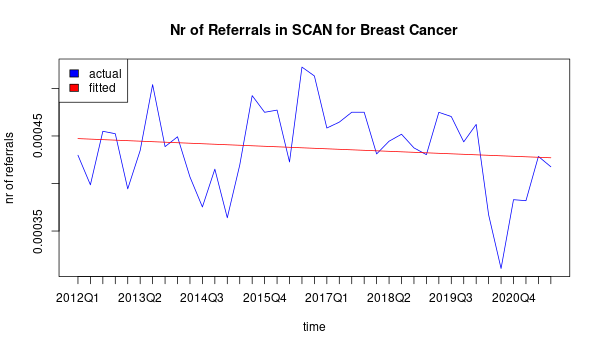 Nr of Referrals in SCAN for Breast Cancer
actual
fitted
nr of referrals
0.00045
0.00035
2012Q1 2013Q2 2014Q3 2015Q4 2017Q1 2018Q2 2019Q3 2020Q4
time